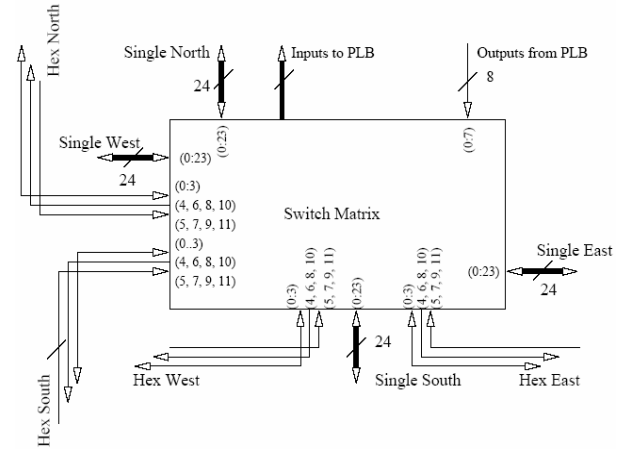 Hex North
Single North
24
Inputs to PLB
Outputs from PLB
8
(0:23)
(0:7)
Single West
24
(0:23)
(0:3)
(4, 6, 8, 10)
(5, 7, 9, 11)
(0..3)
(4, 6, 8, 10)
(5, 7, 9, 11)
Switch Matrix
(0:23)
Single East
24
(0:3)
(4, 6, 8, 10)
(5, 7, 9, 11)
(0:23)
(0:3)
(4, 6, 8, 10)
(5, 7, 9, 11)
24
Hex West
Single South
Hex East
Hex South